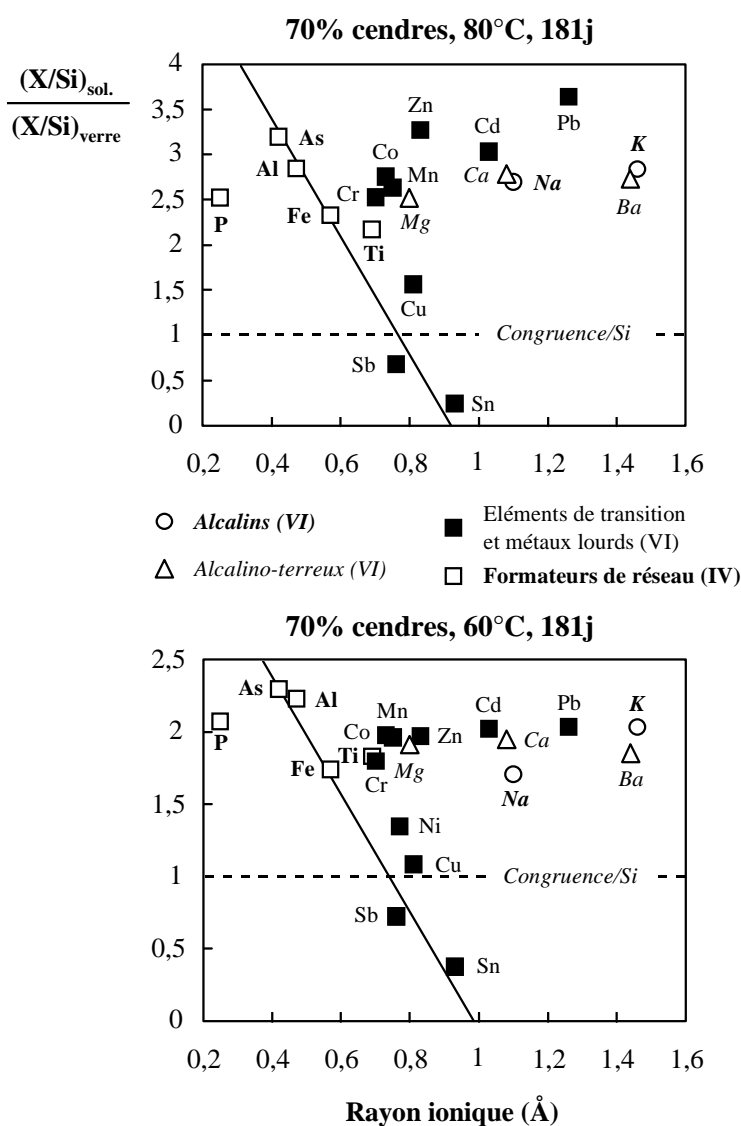 70% cendres, 80°C, 181j
(X/Si)sol.
(X/Si)verre
4
3,5
3
2,5
2
1,5
1
0,5
0
As
Al
P
Fe
Ti
Cr
Co
Mn
Zn
Mg
Cu
Sb
Sn
Cd
Ca
Na
Pb
K
Ba
Congruence/Si
0,2 0,4 0,6 0,8 1 1,2 1,4 1,6
Alcalins (VI)
Eléments de transition
et métaux lourds (VI)
Alcalino-terreux (VI)
Formateurs de réseau (IV)
70% cendres, 60°C, 181j
2,5
2
1,5
1
0,5
0
As
Al
P
Fe
Ti
Co
Mn
Cr
Mg
Zn
Cd
Ca
Na
Pb
K
Ba
Ni
Cu
Sb
Sn
Congruence/Si
0,2 0,4 0,6 0,8 1 1,2 1,4 1,6
Rayon ionique (Å)